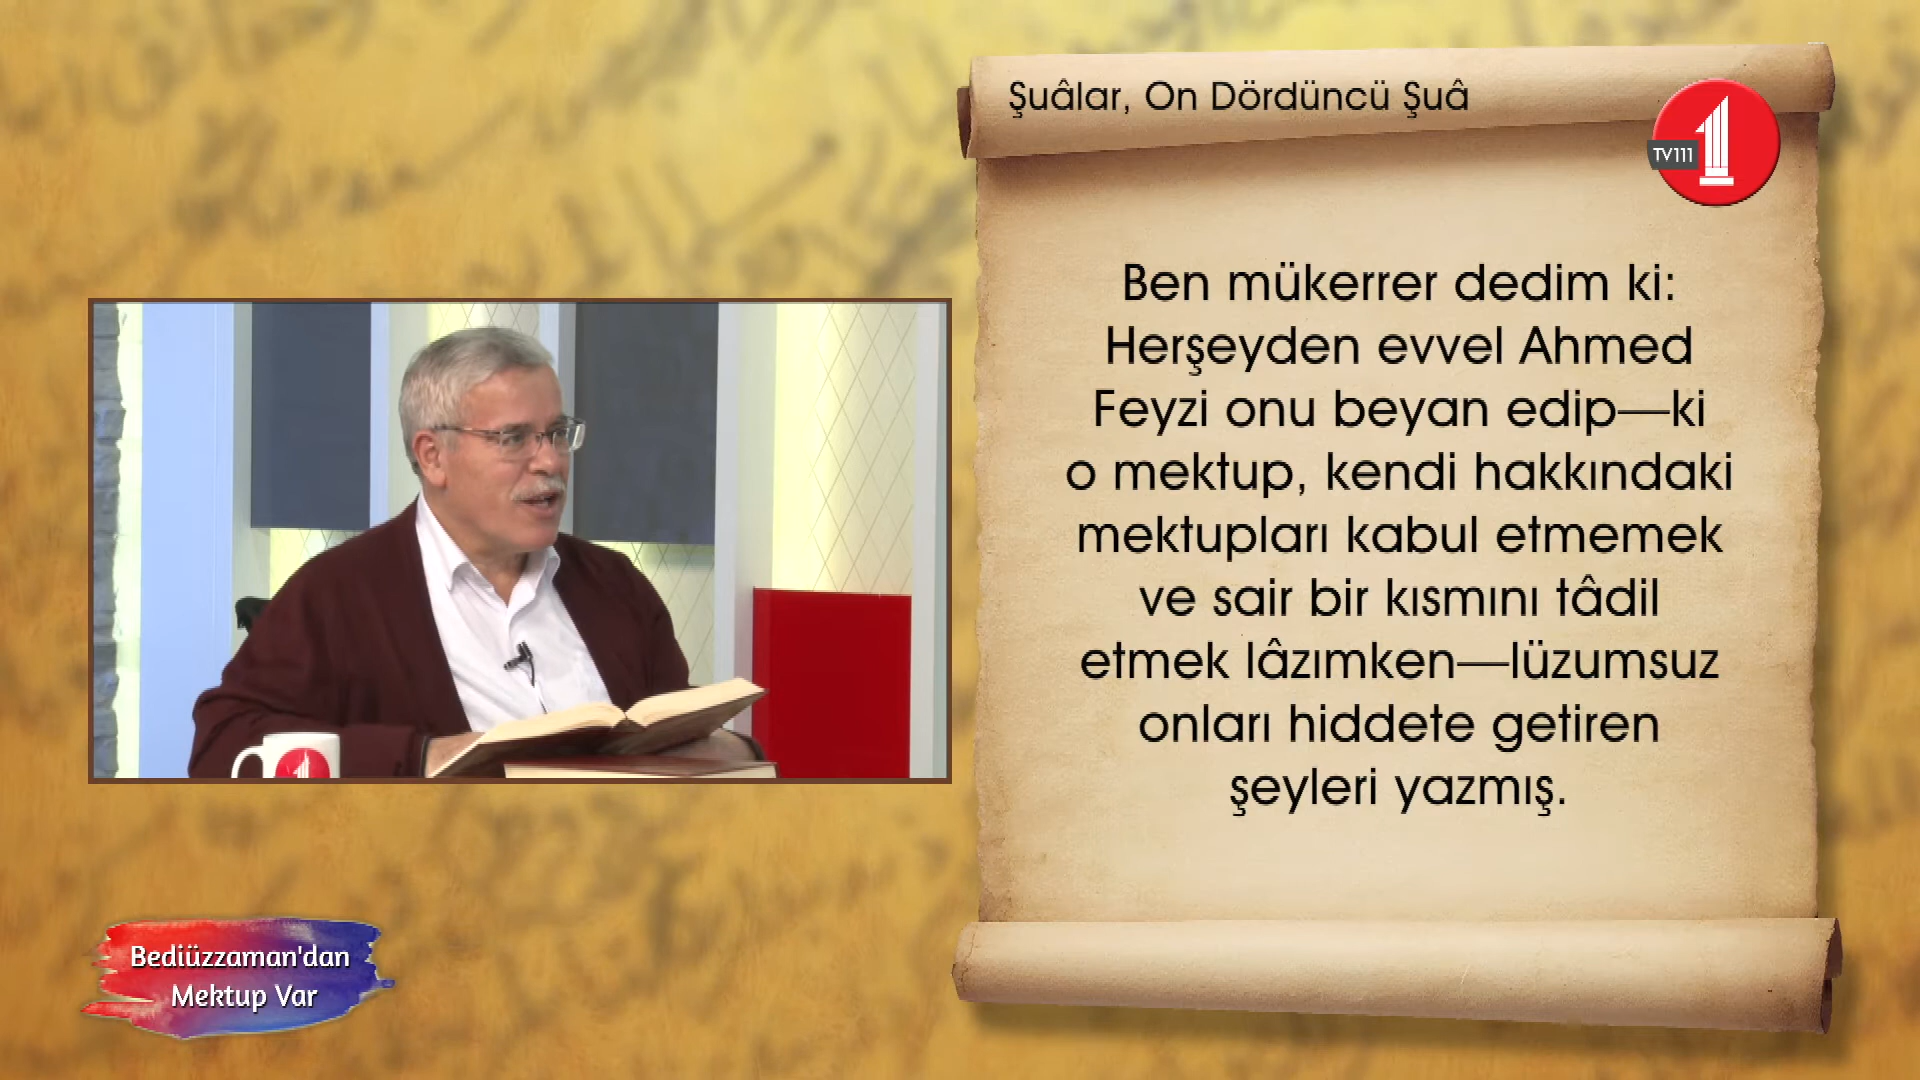 Şuâlar, On Dördüncü Şuâ
TV111
Ben mükerrer dedim ki:
Herşeyden evvel Ahmed
Feyzi onu beyan edip—ki
o mektup, kendi hakkındaki
mektupları kabul etmemek
ve sair bir kısmını tâdil
etmek lâzımken—lüzumsuz
onları hiddete getiren
şeyleri yazmış.
Bediüzzaman'dan
Mektup Var